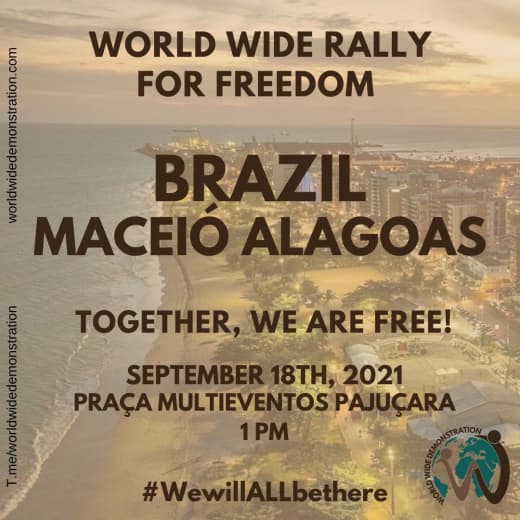 WORLD WIDE RALLY
FOR FREEDOM
BRAZIL
MACEIÓ ALAGOAS
TOGETHER, WE ARE FREE!
SEPTEMBER 18TH, 2021
PRAÇA MULTIEVENTOS PAJUÇARA
1 PM
#WewillALLbethere
worldwidedemonstration.com
T.me/worldwidedemonstration
WORLD WIDE DEMONSTRATION